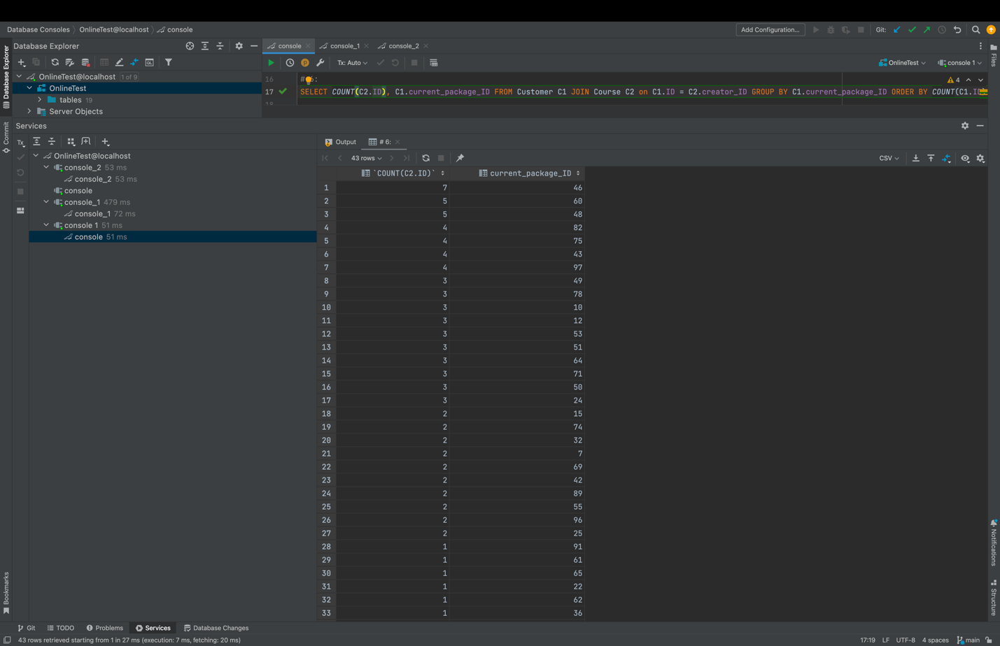 Database Consoles OnlineTest@localhost console
Add Configuration... Git:
Database Explorer
console console_1 console_2
Tx: Auto OnlineTest console 1
OnlineTest@localhost 1 of 9
OnlineTest
tables 19
Server Objects
16 # 6:
4
17 SELECT COUNT(C2.ID), C1.current_package_ID FROM Customer C1 JOIN Course C2 on C1.ID = C2.creator_ID GROUP BY C1.current_package_ID ORDER BY COUNT(C1.ID
18
Services
Tx
OnlineTest@localhost
console_2 53 ms
console_2 53 ms
console
console_1 479 ms
console_1 72 ms
console 1 51 ms
console 51 ms
Output # 6:
43 rows CSV
`COUNT(C2.ID)` current_package_ID
1 7 46
2 5 60
3 5 48
4 4 82
5 4 75
6 4 43
7 4 97
8 3 49
9 3 78
10 3 10
11 3 12
12 3 53
13 3 51
14 3 64
15 3 71
16 3 50
17 3 24
18 2 15
19 2 74
20 2 32
21 2 7
22 2 69
23 2 42
24 2 89
25 2 55
26 2 96
27 2 25
28 1 91
29 1 61
30 1 65
31 1 22
32 1 62
33 1 36
Database Explorer
Commit
Bookmarks
Files
Notifications
Structure
Git TODO Problems Services Database Changes
43 rows retrieved starting from 1 in 27 ms (execution: 7 ms, fetching: 20 ms)
17:19 LF UTF-8 4 spaces main